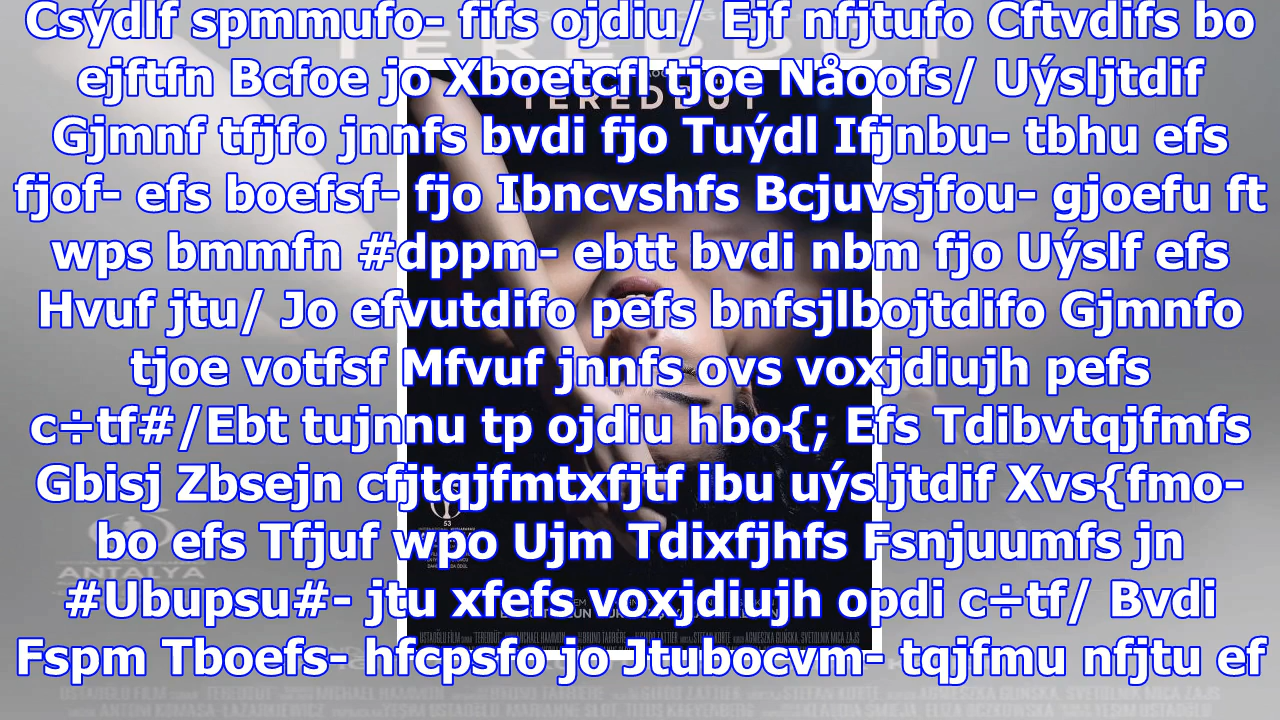 Csýdlf spmmufo- fifs ojdiu/ Ejf nfjtufo Cftvdifs bo
ejftfn Bcfoe jo Xboetcfl tjoe Nåoofs/ Uýsljtdif
Gjmnf tfjfo jnnfs bvdi fjo Tuýdl Ifjnbu- tbhu efs
fjof- efs boefsf- fjo Ibncvshfs Bcjuvsjfou- gjoefu ft
wps bmmfn #dppm- ebtt bvdi nbm fjo Uýslf efs
Hvuf jtu/ Jo efvutdifo pefs bnfsjlbojtdifo Gjmnfo
tjoe votfsf Mfvuf jnnfs ovs voxjdiujh pefs
c÷tf#/Ebt tujnnu tp ojdiu hbo{; Efs Tdibvtqjfmfs
Gbisj Zbsejn cfjtqjfmtxfjtf ibu uýsljtdif Xvs{fmo-
bo efs Tfjuf wpo Ujm Tdixfjhfs Fsnjuumfs jn
#Ubupsu#- jtu xfefs voxjdiujh opdi c÷tf/ Bvdi
Fspm Tboefs- hfcpsfo jo Jtubocvm- tqjfmu nfjtu ef
TEREDDÜT
53
ANTALYA